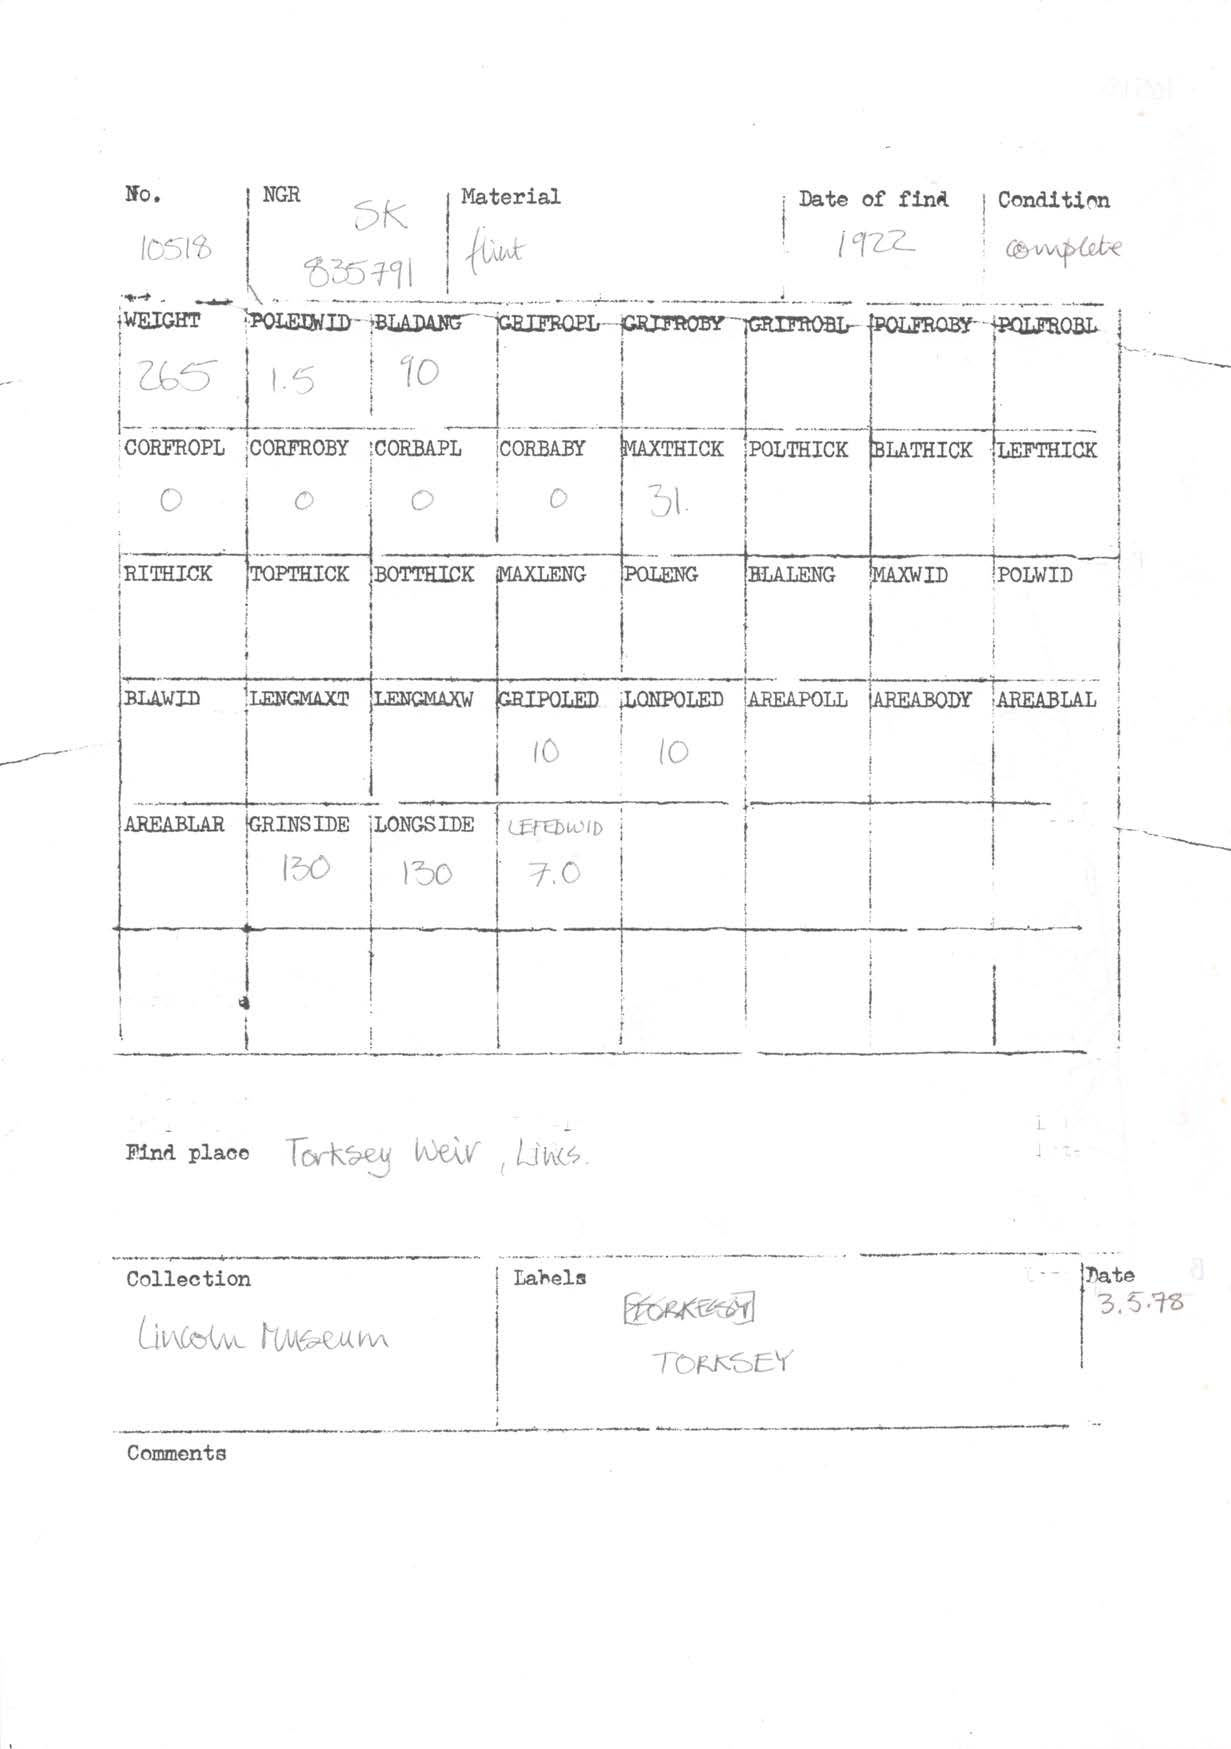 No. NGR Material Date of find Condition
10518 SK 835791 flint 1922 complete
WEIGHT POLEDWID BLADANG GRIFROPL GRIFROBY GRIFROBL POLFROBY POLFROBL
265 1.5 90
CORFROPL CORFROBY CORBAPL CORBABY MAXTHICK POLTHICK BLATHICK LEFTHICK
0 0 0 0 31.
RITHICK TOPTHICK BOTTHICK MAXLENG POLENG BLALENG MAXWID POLWID
BLAWID LENGMAXT LENGMAXW GRIPOLED LONPOLED AREAPOLL AREABODY AREABLAL
10 10
AREABLAR GRINSIDE LONGSIDE LEFEDWID
130 130 7.0
Find place Torksey Weir, Lincs.
Collection Labels Date
Lincoln Museum 3.5.78
TORKSEY
Comments